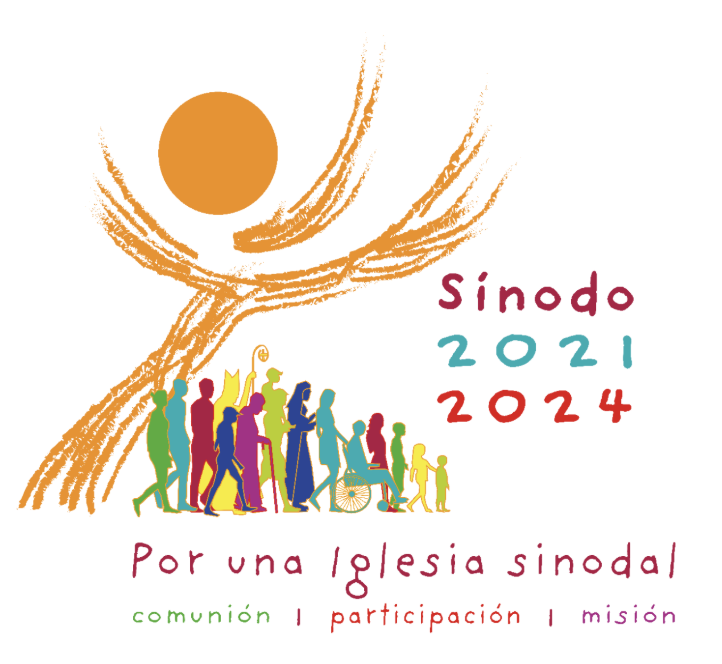 Sínodo
2021
2024
Por una Iglesia sinodal
comunión | participación | misión